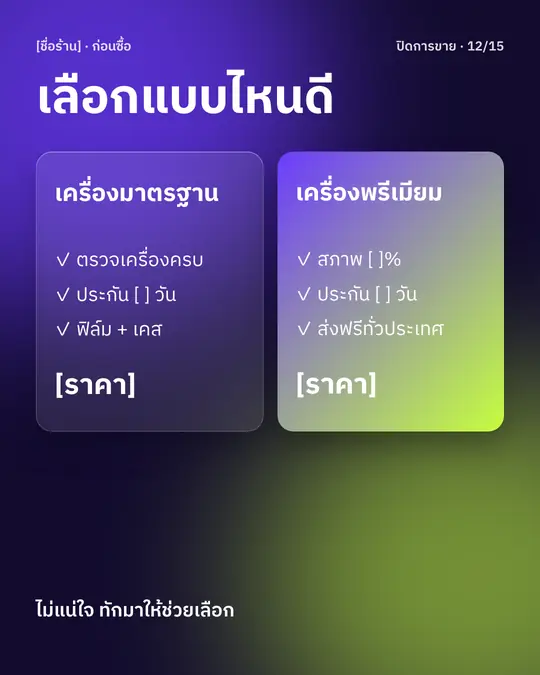 [ชื่อร้าน] · ก่อนซื้อ
ปิดการขาย · 12/15
เลือกแบบไหนดี
เครื่องมาตรฐาน
✓ ตรวจเครื่องครบ
✓ ประกัน [ ] วัน
✓ ฟิล์ม + เคส
[ราคา]
เครื่องพรีเมียม
✓ สภาพ [ ]%
✓ ประกัน [ ] วัน
✓ ส่งฟรีทั่วประเทศ
[ราคา]
ไม่แน่ใจ ทักมาให้ช่วยเลือก